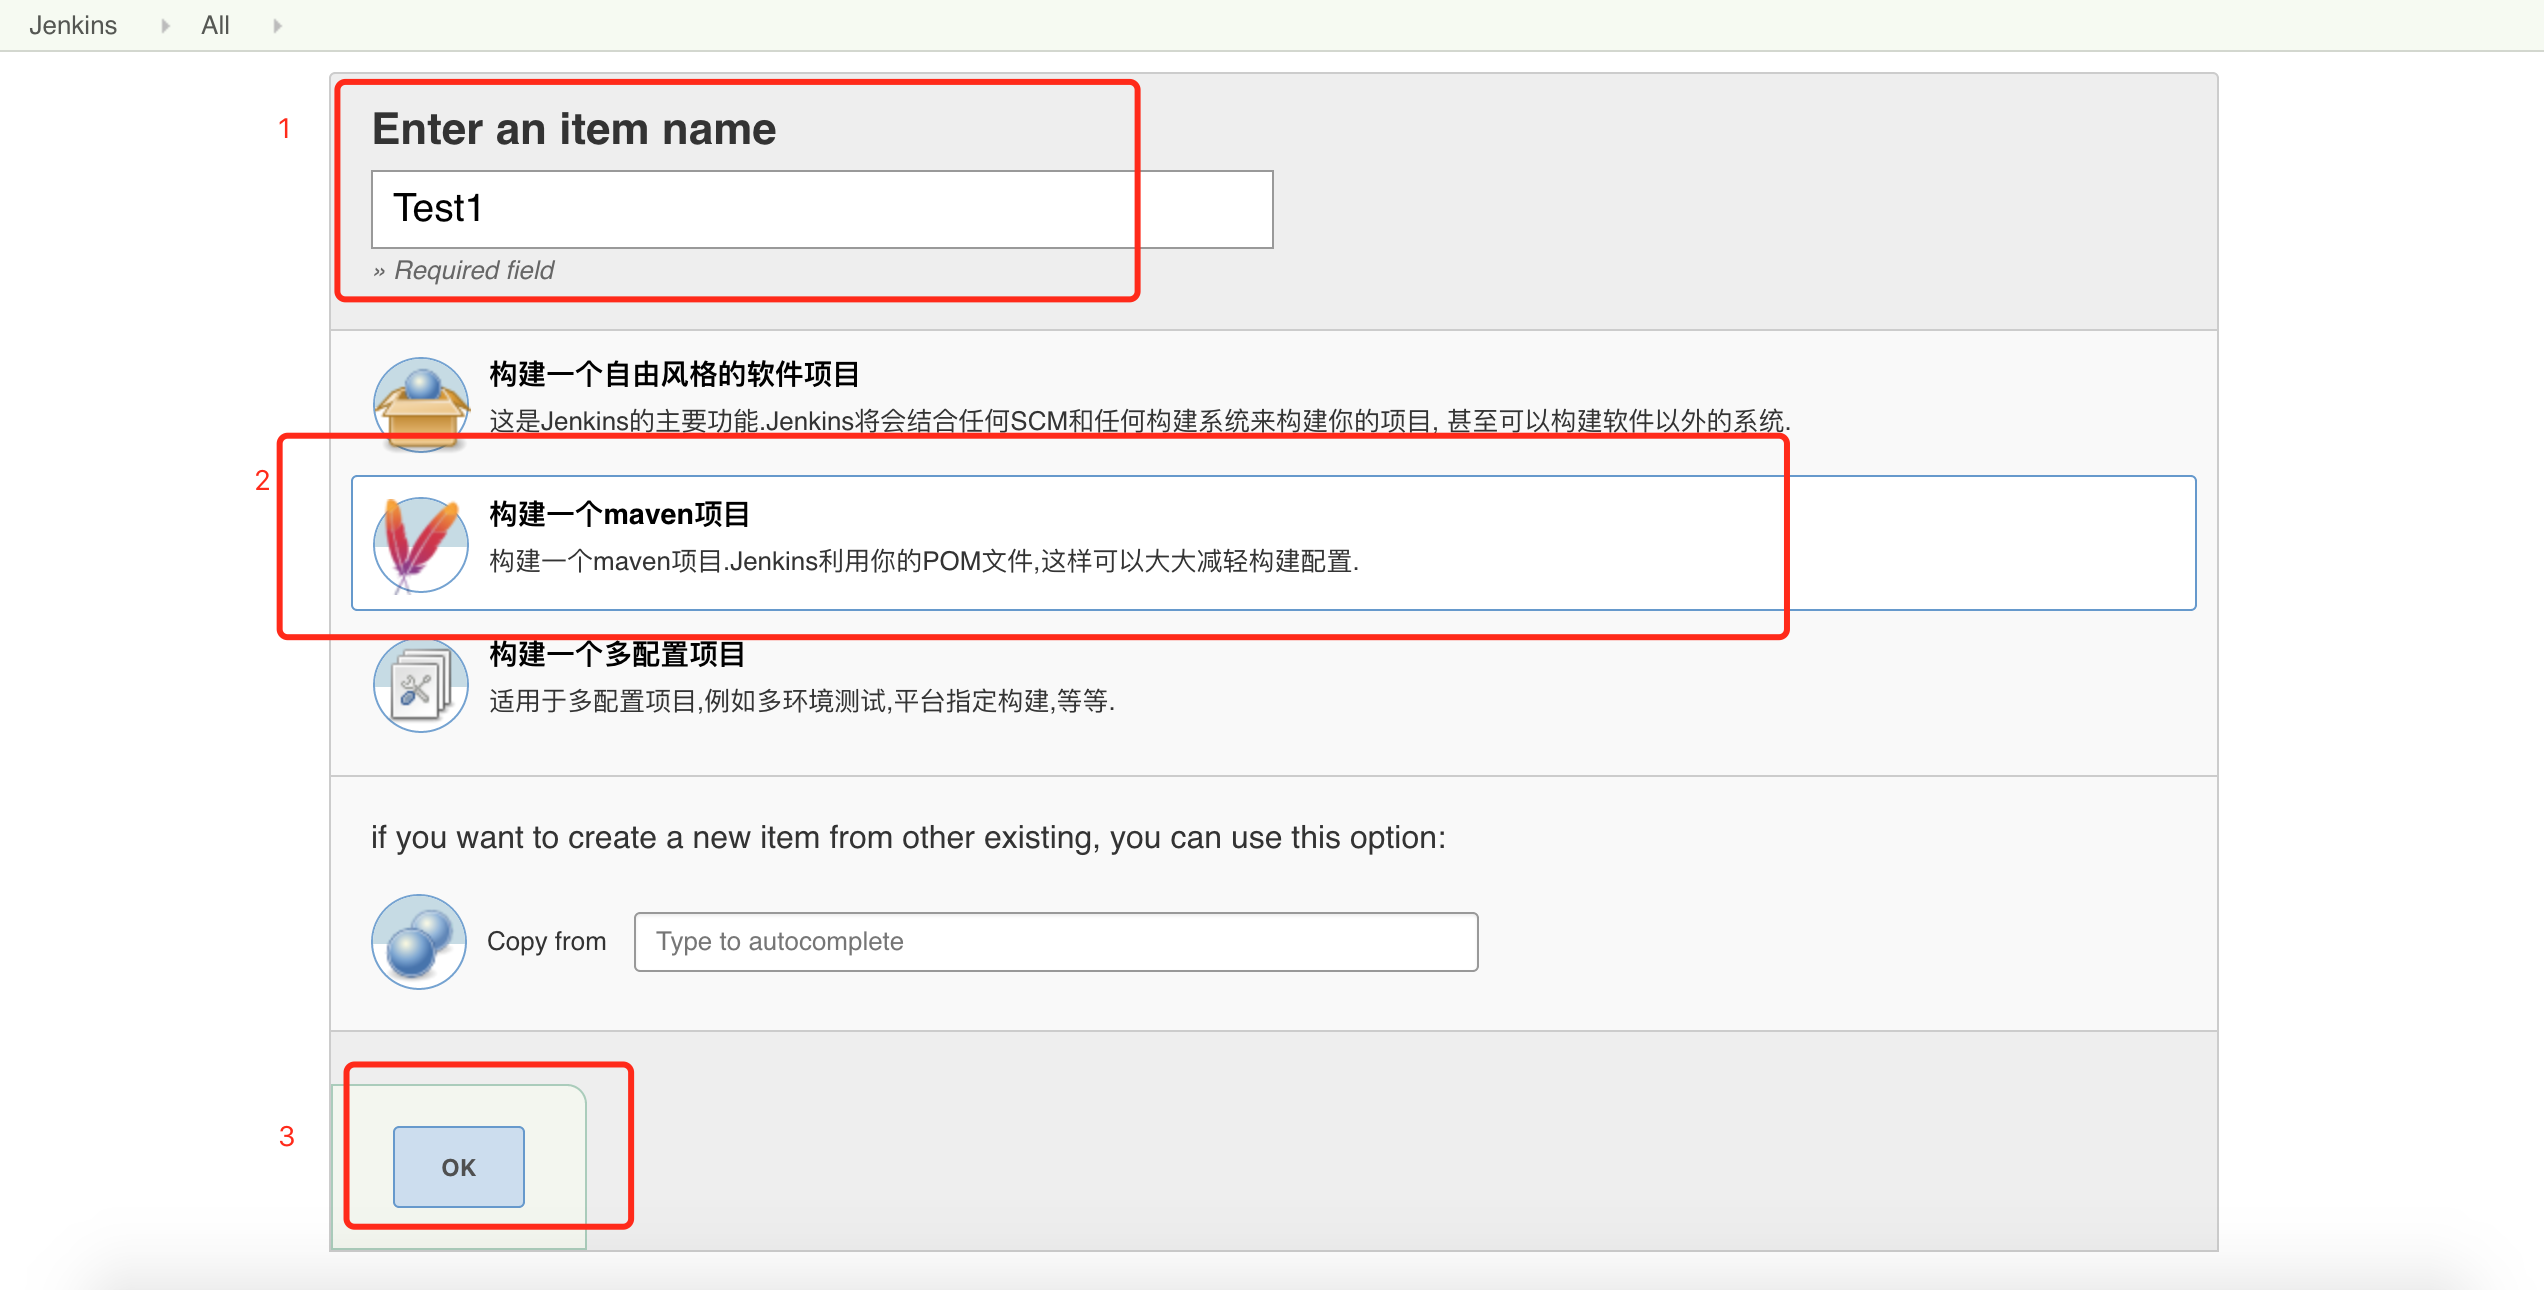 Jenkins All
1
Enter an item name
Test1
» Required field
构建一个自由风格的软件项目
这是Jenkins的主要功能.Jenkins将会结合任何SCM和任何构建系统来构建你的项目, 甚至可以构建软件以外的系统.
2
构建一个maven项目
构建一个maven项目.Jenkins利用你的POM文件,这样可以大大减轻构建配置.
构建一个多配置项目
适用于多配置项目,例如多环境测试,平台指定构建,等等.
if you want to create a new item from other existing, you can use this option:
Copy from Type to autocomplete
3
OK